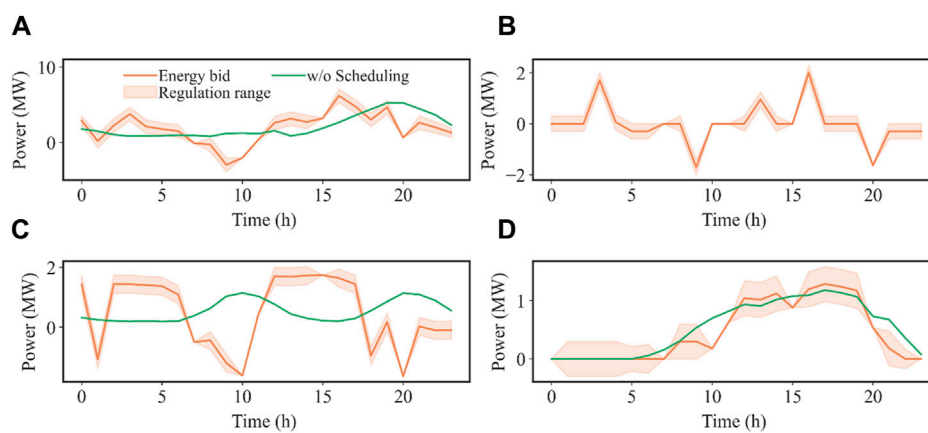 A
B
Power (MW)
10
0
Energy bid
w/o Scheduling
Regulation range
0 5 10 15 20
Time (h)
Power (MW)
2
0
−2
0 5 10 15 20
Time (h)
C
D
Power (MW)
2
0
0 5 10 15 20
Time (h)
Power (MW)
1
0
0 5 10 15 20
Time (h)